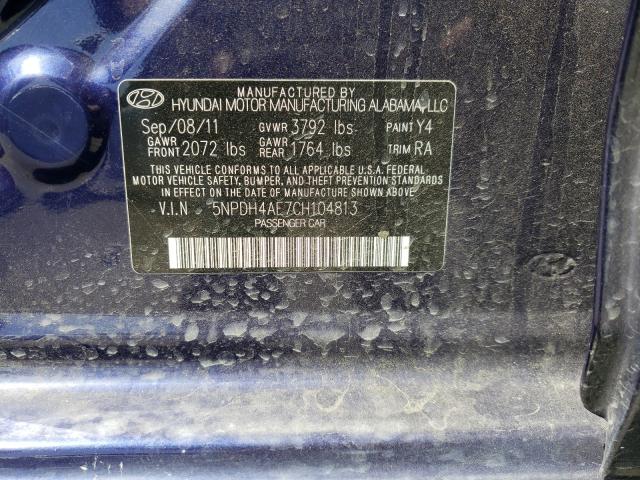 MANUFACTURED BY
HYUNDAI MOTOR MANUFACTURING ALABAMA, LLC
Sep/08/11 GVWR 3792 lbs PAINT Y4
GAWR FRONT 2072 lbs GAWR REAR 1764 lbs TRIM RA
THIS VEHICLE CONFORMS TO ALL APPLICABLE U.S.A. FEDERAL
MOTOR VEHICLE SAFETY, BUMPER, AND THEFT PREVENTION STANDARDS
IN EFFECT ON THE DATE OF MANUFACTURE SHOWN ABOVE.
V.I.N 5NPDH4AE7CH104813
PASSENGER CAR